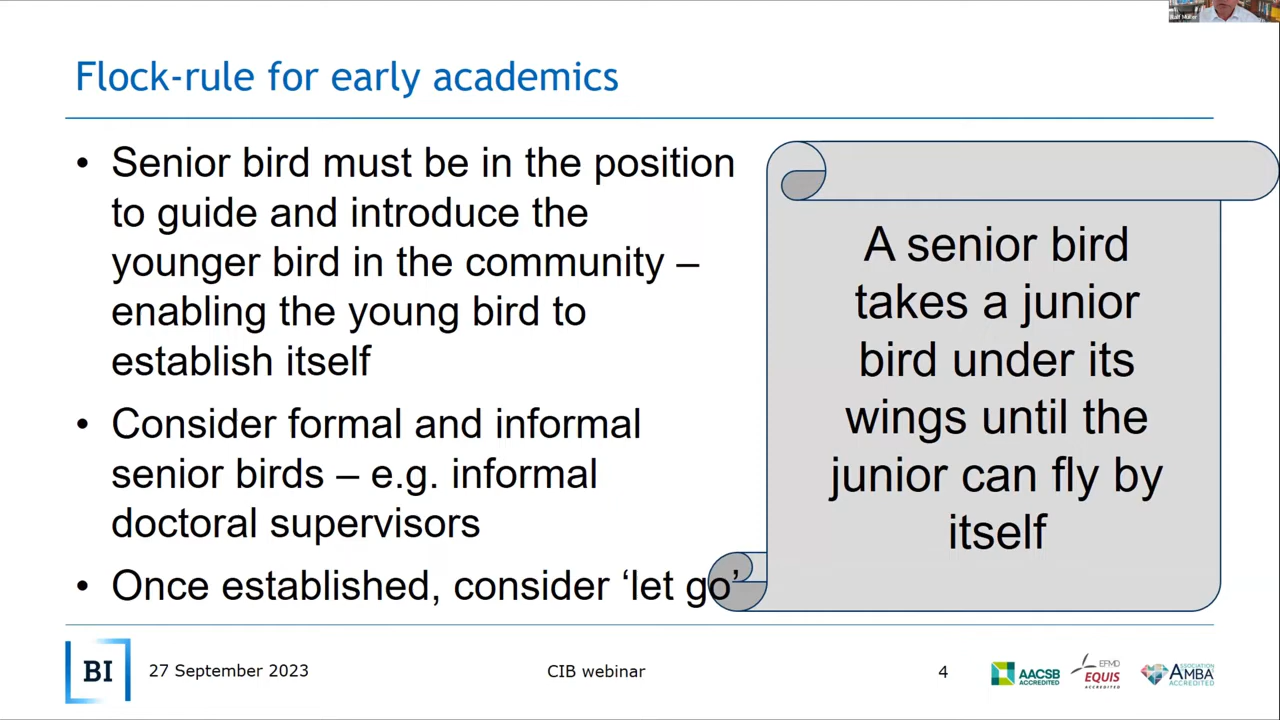 Ralf Müller
Flock-rule for early academics
• Senior bird must be in the position
to guide and introduce the
younger bird in the community –
enabling the young bird to
establish itself
• Consider formal and informal
senior birds – e.g. informal
doctoral supervisors
• Once established, consider ‘let go’
A senior bird
takes a junior
bird under its
wings until the
junior can fly by
itself
BI
27 September 2023
CIB webinar
4
AACSB
ACCREDITED
EFMD
EQUIS
ACCREDITED
ASSOCIATION
AMBA
ACCREDITED